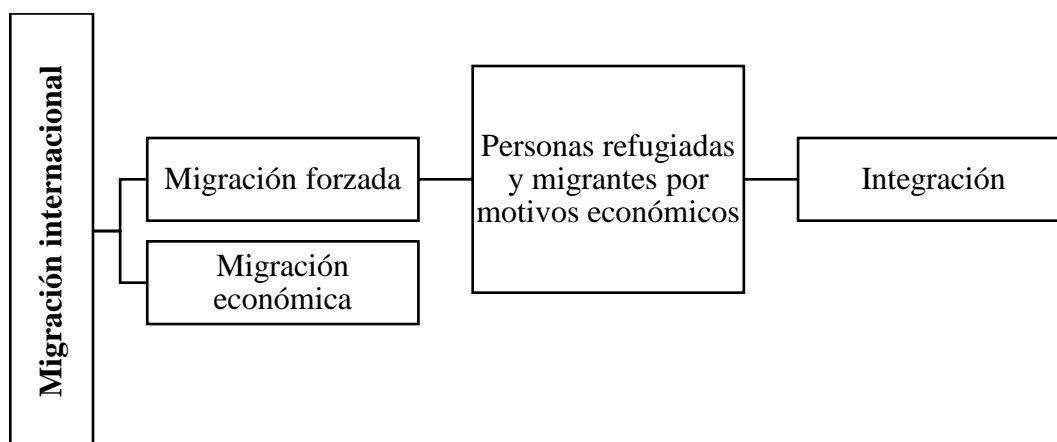 Migración internacional
Migración forzada
Migración
económica
Personas refugiadas
y migrantes por
motivos económicos
Integración